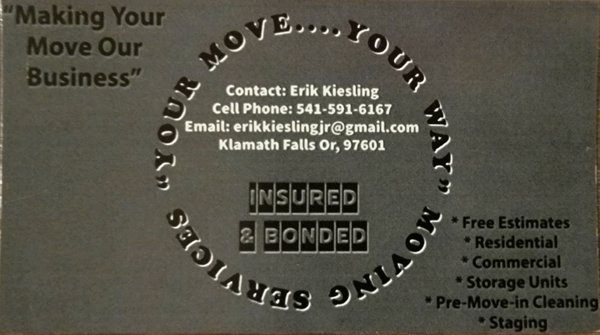 "Making Your
Move Our
Business"
"YOUR MOVE....YOUR WAY" MOVING SERVICES
Contact: Erik Kiesling
Cell Phone: 541-591-6167
Email: erikkieslingjr@gmail.com
Klamath Falls Or, 97601
INSURED
& BONDED
* Free Estimates
* Residential
* Commercial
* Storage Units
* Pre-Move-in Cleaning
* Staging